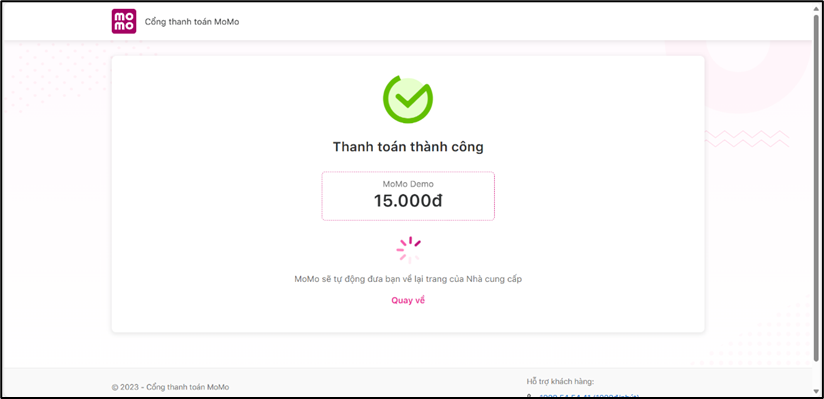 mo
mo
Cổng thanh toán MoMo
Thanh toán thành công
MoMo Demo
15.000đ
MoMo sẽ tự động đưa bạn về lại trang của Nhà cung cấp
Quay về
© 2023 - Cổng thanh toán MoMo
Hỗ trợ khách hàng: